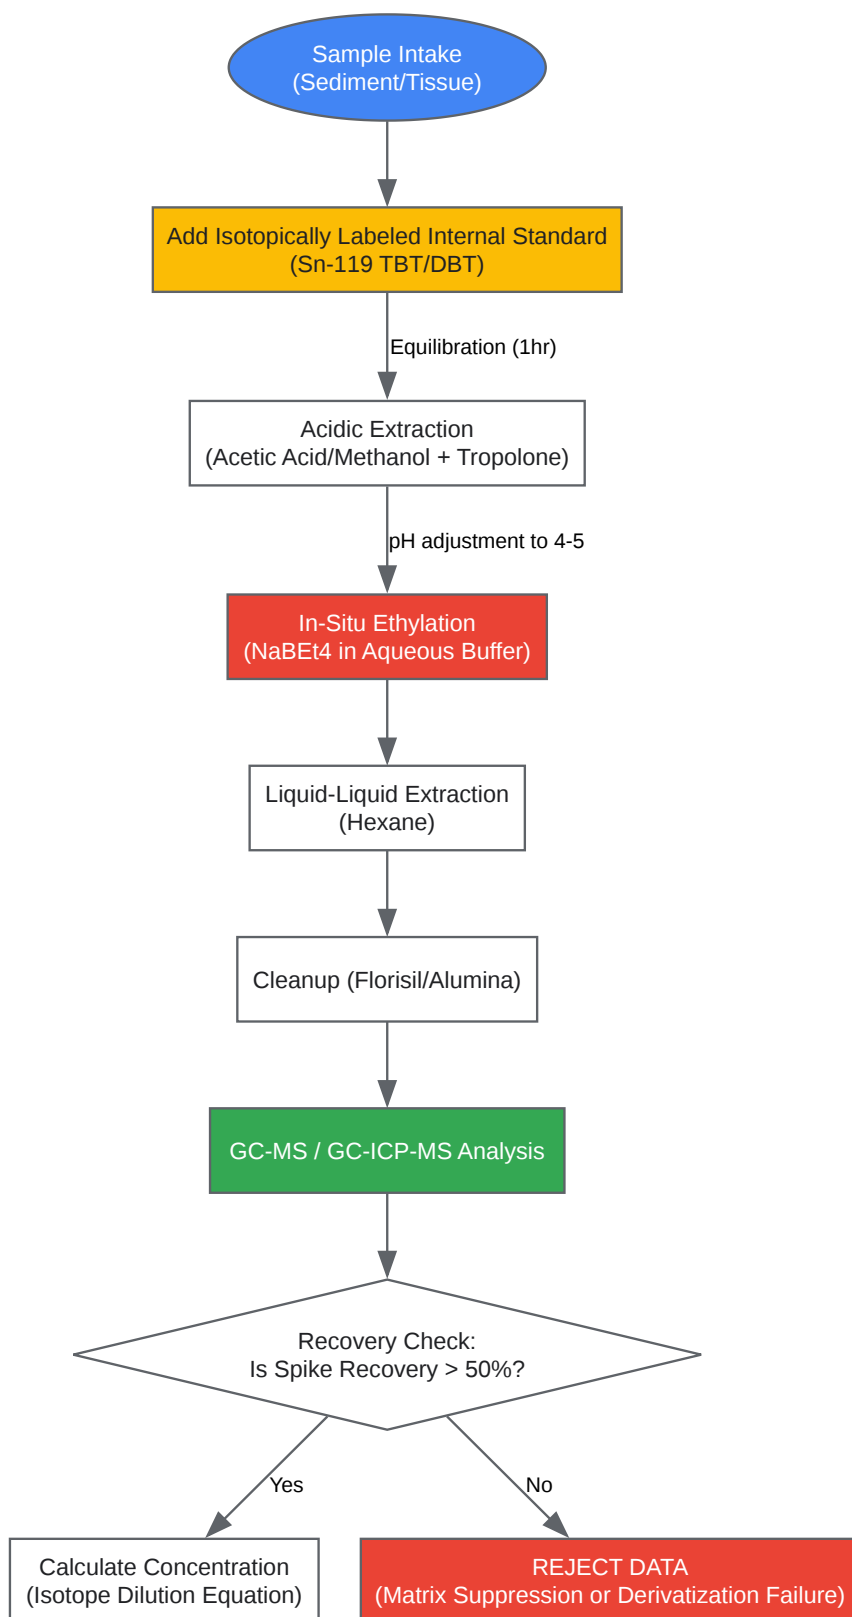 Sample Intake
(Sediment/Tissue)
Add Isotopically Labeled Internal Standard
(Sn-119 TBT/DBT)
Equilibration (1hr)
Acidic Extraction
(Acetic Acid/Methanol + Tropolone)
pH adjustment to 4-5
In-Situ Ethylation
(NaBEt4 in Aqueous Buffer)
Liquid-Liquid Extraction
(Hexane)
Cleanup (Florisil/Alumina)
GC-MS / GC-ICP-MS Analysis
Recovery Check:
Is Spike Recovery > 50%?
Yes
No
Calculate Concentration
(Isotope Dilution Equation)
REJECT DATA
(Matrix Suppression or Derivatization Failure)